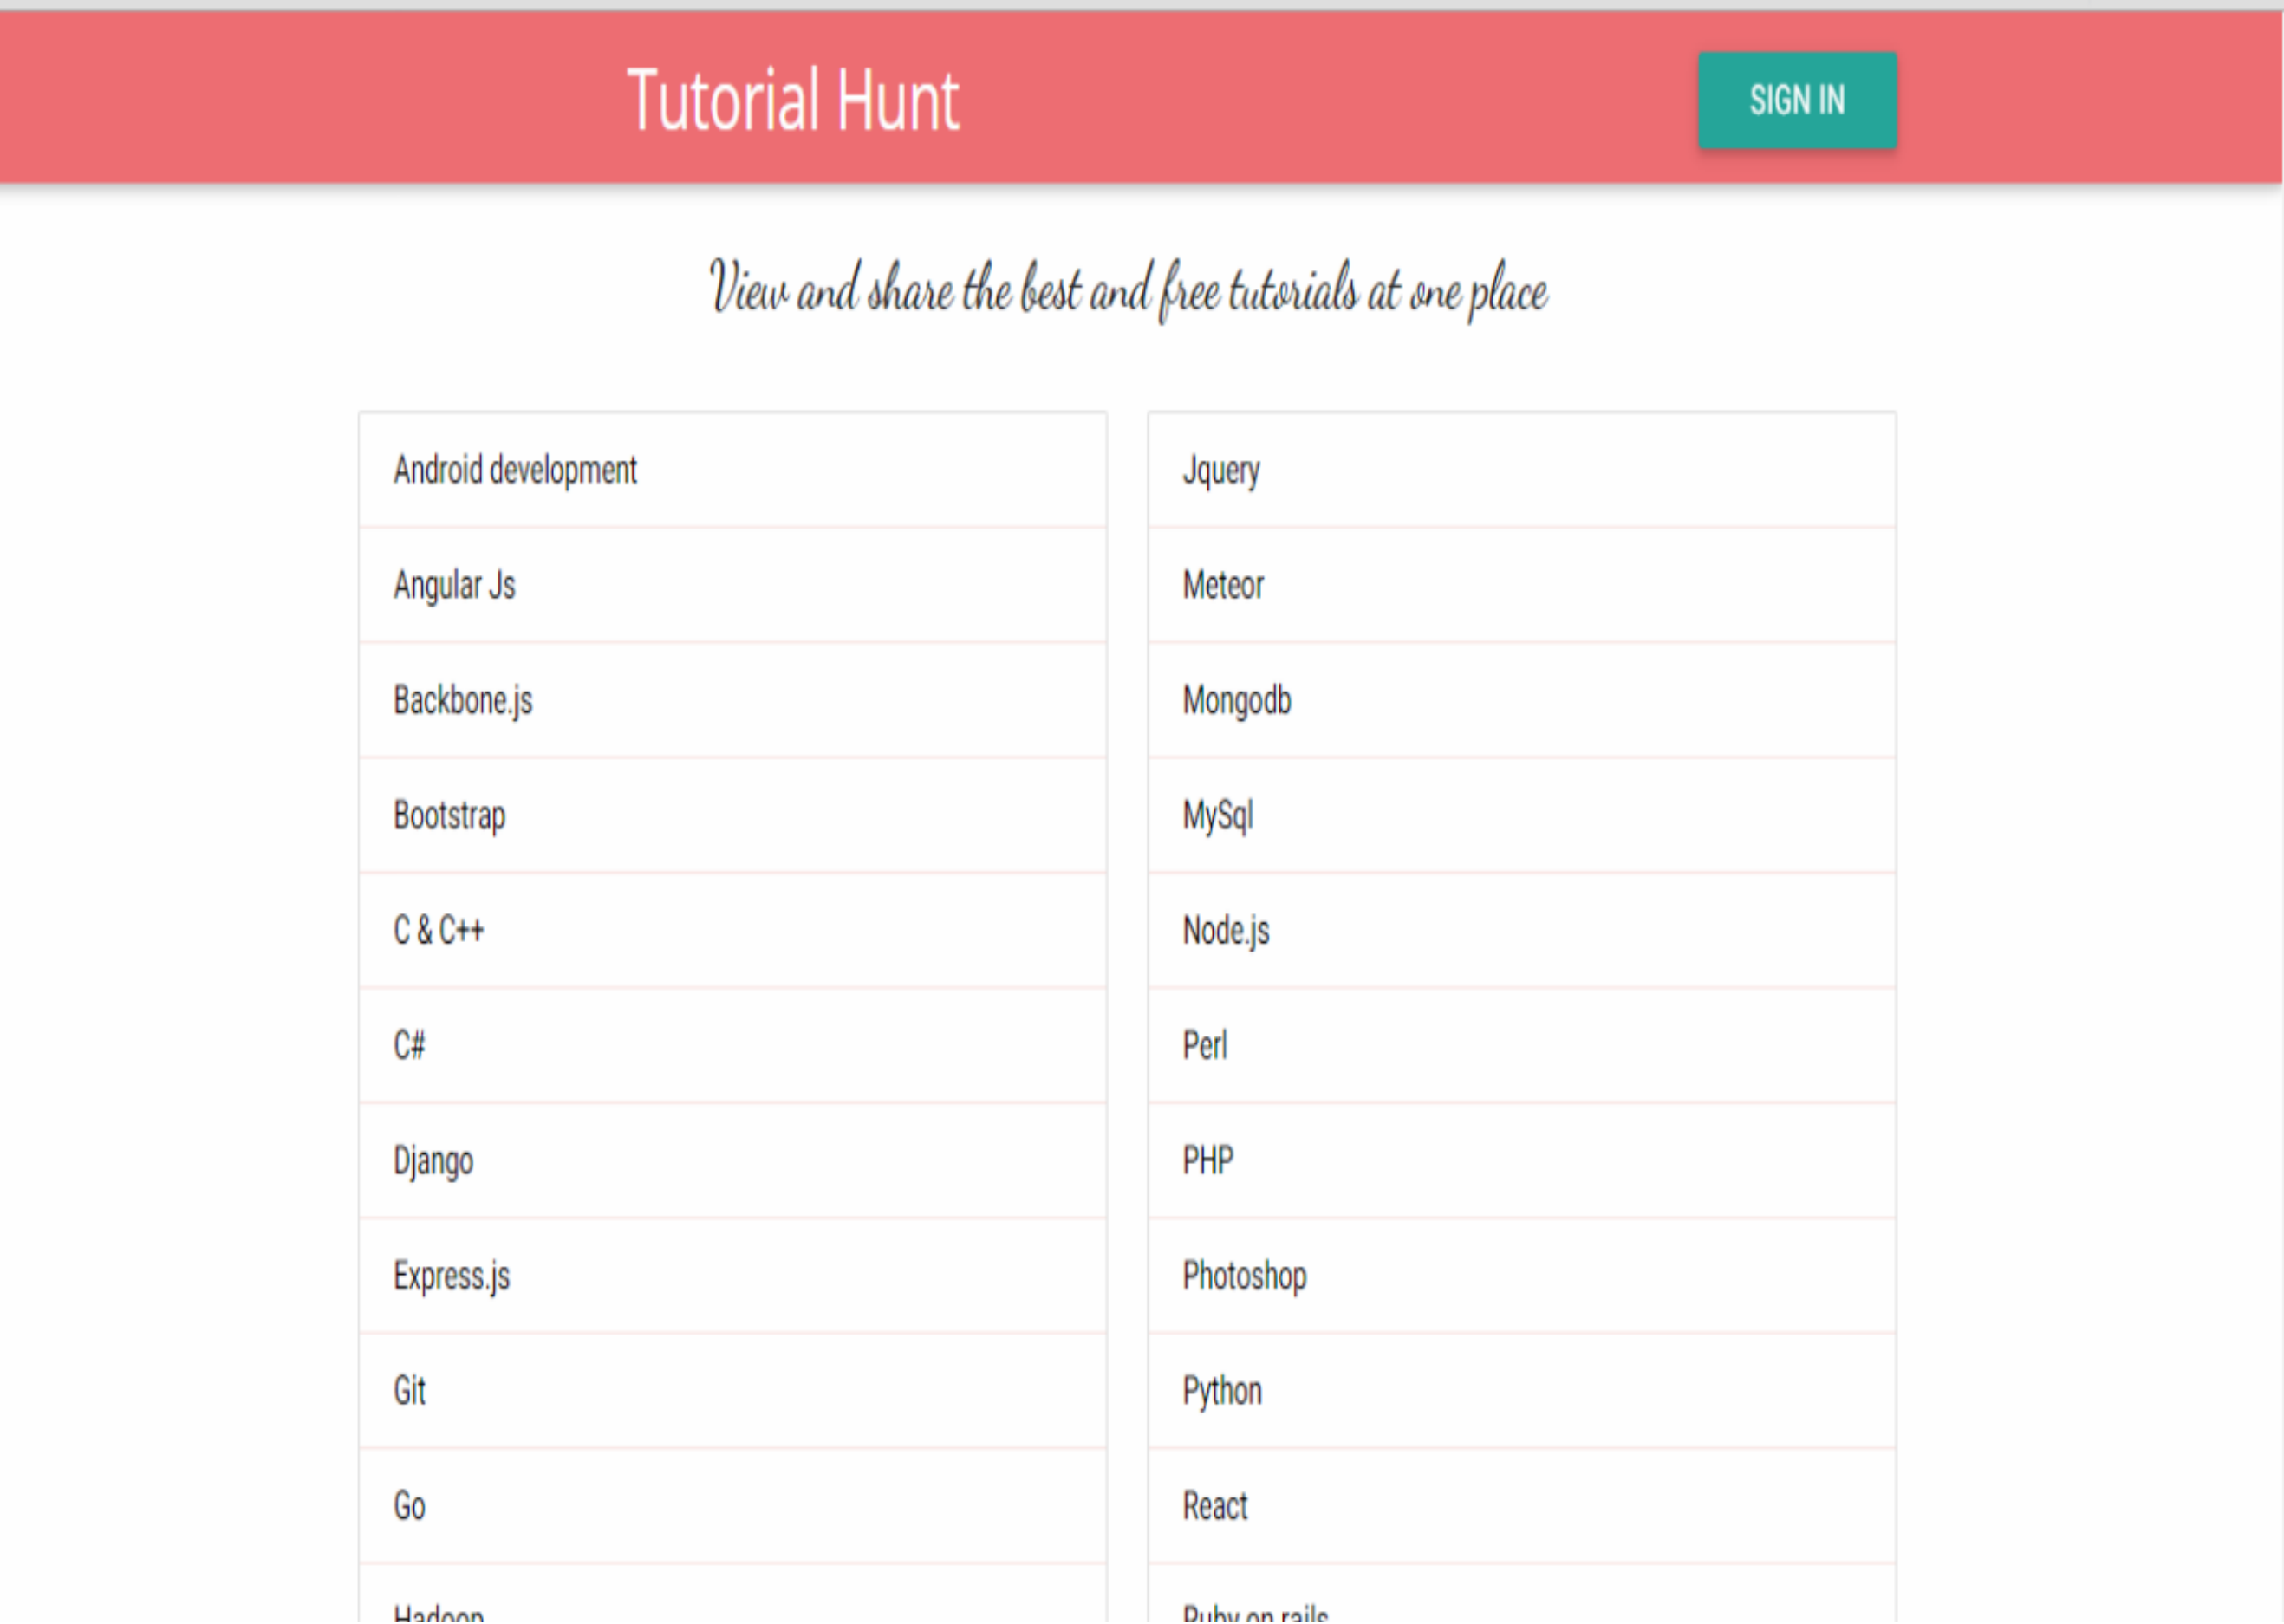 Tutorial Hunt
SIGN IN
View and share the best and free tutorials at one place
Android development
Angular Js
Backbone.js
Bootstrap
C & C++
C#
Django
Express.js
Git
Go
Hadoop
Jquery
Meteor
Mongodb
MySql
Node.js
Perl
PHP
Photoshop
Python
React
Ruby on rails